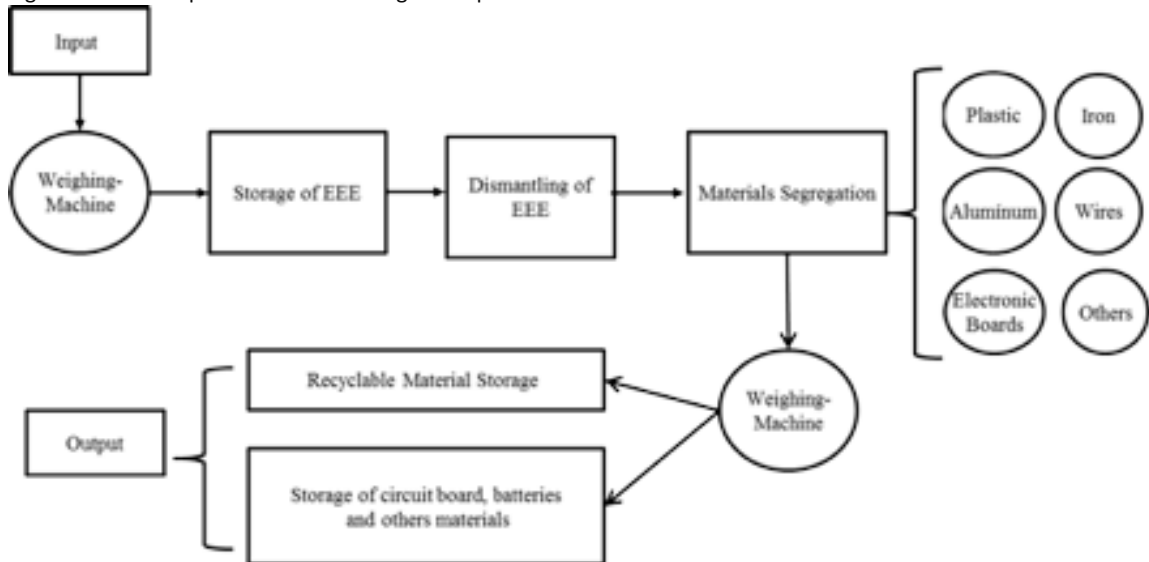 Input
Weighing-
Machine
Storage of EEE
Dismantling of
EEE
Materials Segregation
Plastic
Iron
Aluminum
Wires
Electronic
Boards
Others
Weighing-
Machine
Recyclable Material Storage
Output
Storage of circuit board, batteries
and others materials